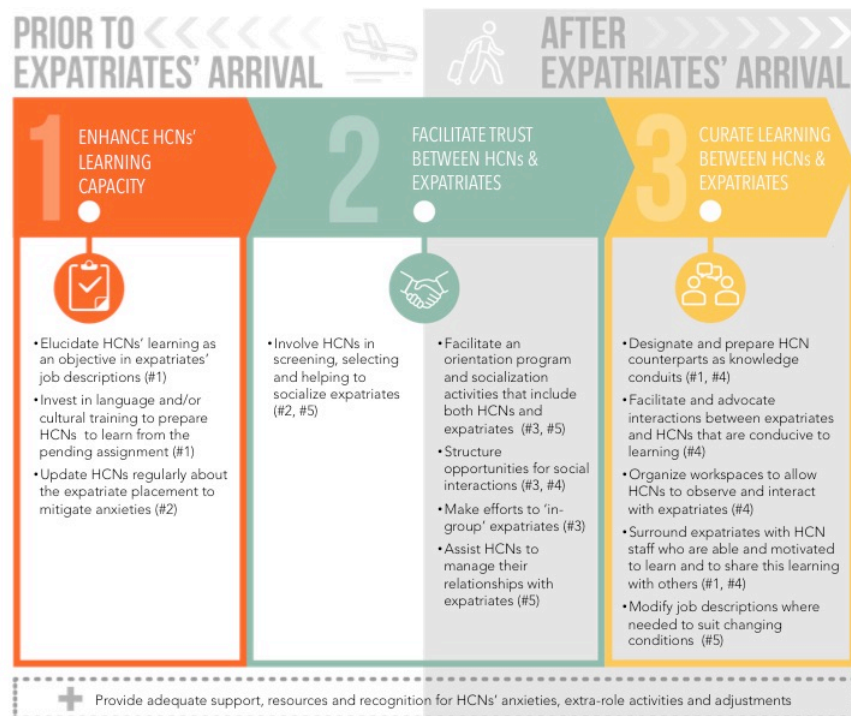 PRIOR TO
EXPATRIATES' ARRIVAL
AFTER
EXPATRIATES' ARRIVAL
1
ENHANCE HCNs'
LEARNING
CAPACITY
2
FACILITATE TRUST
BETWEEN HCNs &
EXPATRIATES
3
CURATE LEARNING
BETWEEN HCNs &
EXPATRIATES
•Elucidate HCNs' learning as
an objective in expatriates'
job descriptions (#1)
•Invest in language and/or
cultural training to prepare
HCNs to learn from the
pending assignment (#1)
•Update HCNs regularly about
the expatriate placement to
mitigate anxieties (#2)
•Involve HCNs in
screening, selecting
and helping to
socialize expatriates
(#2, #5)
•Facilitate an
orientation program
and socialization
activities that include
both HCNs and
expatriates (#3, #5)
•Structure
opportunities for social
interactions (#3, #4)
•Make efforts to 'in-
group' expatriates (#3)
•Assist HCNs to
manage their
relationships with
expatriates (#5)
•Designate and prepare HCN
counterparts as knowledge
conduits (#1, #4)
•Facilitate and advocate
interactions between expatriates
and HCNs that are conducive to
learning (#4)
•Organize workspaces to allow
HCNs to observe and interact
with expatriates (#4)
•Surround expatriates with HCN
staff who are able and motivated
to learn and to share this learning
with others (#1, #4)
•Modify job descriptions where
needed to suit changing
conditions (#5)
Provide adequate support, resources and recognition for HCNs' anxieties, extra-role activities and adjustments